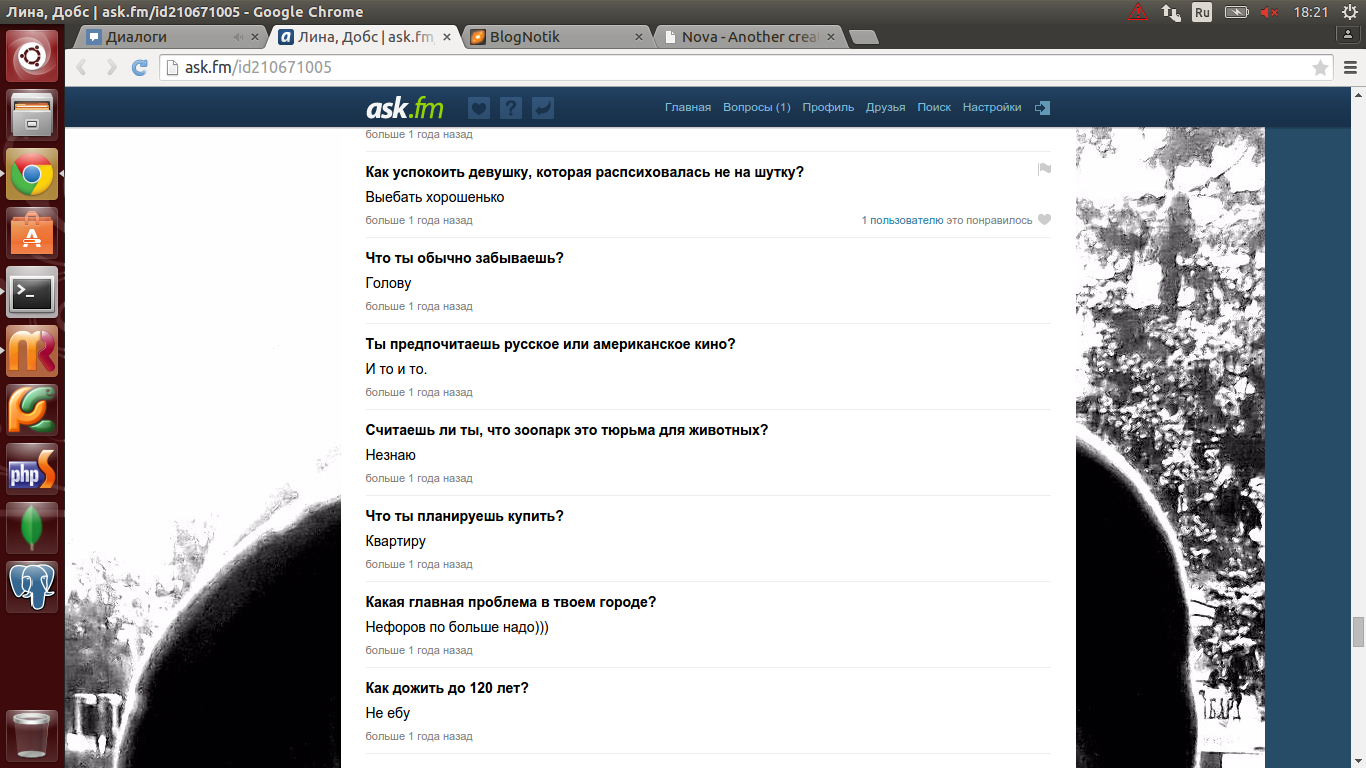 Лина, Добс | ask.fm/id210671005 - Google Chrome
Ru
18:21
Диалоги
Лина, Добс | ask.fm
BlogNotik
Nova - Another crea
ask.fm/id210671005
ask.fm
?
Главная Вопросы (1) Профиль Друзья Поиск Настройки
больше 1 года назад
Как успокоить девушку, которая распсиховалась не на шутку?
Выебать хорошенько
больше 1 года назад
1 пользователю это понравилось
Что ты обычно забываешь?
Голову
больше 1 года назад
Ты предпочитаешь русское или американское кино?
И то и то.
больше 1 года назад
Считаешь ли ты, что зоопарк это тюрьма для животных?
Незнаю
больше 1 года назад
Что ты планируешь купить?
Квартиру
больше 1 года назад
Какая главная проблема в твоем городе?
Нефоров по больше надо)))
больше 1 года назад
Как дожить до 120 лет?
Не ебу
больше 1 года назад